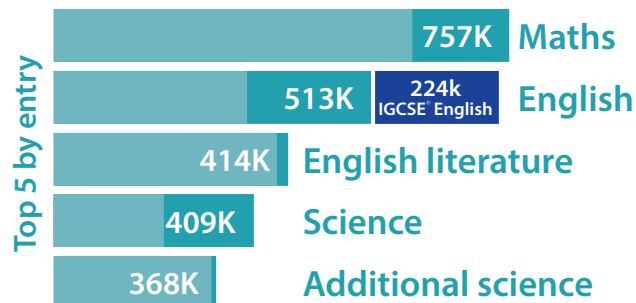 Top 5 by entry
757K Maths
513K 224k English
IGCSE® English
414K English literature
409K Science
368K Additional science